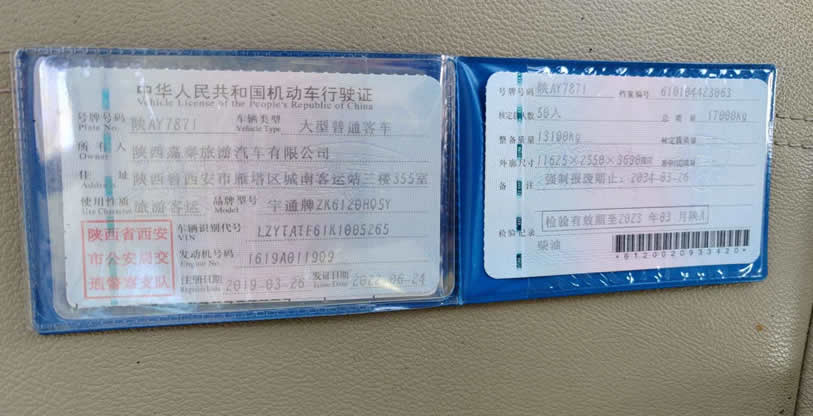 中华人民共和国机动车行驶证
Vehicle License of the People's Republic of China
号牌号码 陕AY7871 车辆类型 大型普通客车
Plate No. Vehicle Type
所有人 陕西嘉泰旅游汽车有限公司
Owner
住址 陕西省西安市雁塔区城南客运站三楼355室
Address
使用性质 旅游客运 品牌型号 宇通牌ZK6120HQ5Y
Use Character Model
陕西省西安
市公安局交
通警察支队
车辆识别代号 LZYTATF61K1005265
VIN
发动机号码 1619A011909
Engine No.
注册日期 2019-03-26 发证日期 2022-06-24
Register Date Issue Date
号牌号码 陕AY7871 档案编号 610104423063
核定载人数 50人 总质量 17000kg
整备质量 13100kg 核定载质量
外廓尺寸 11625×2550×3690mm
备注 强制报废期止：2034-03-26
检验记录 检验有效期至2023年03月陕A
柴油
*6120020933420*